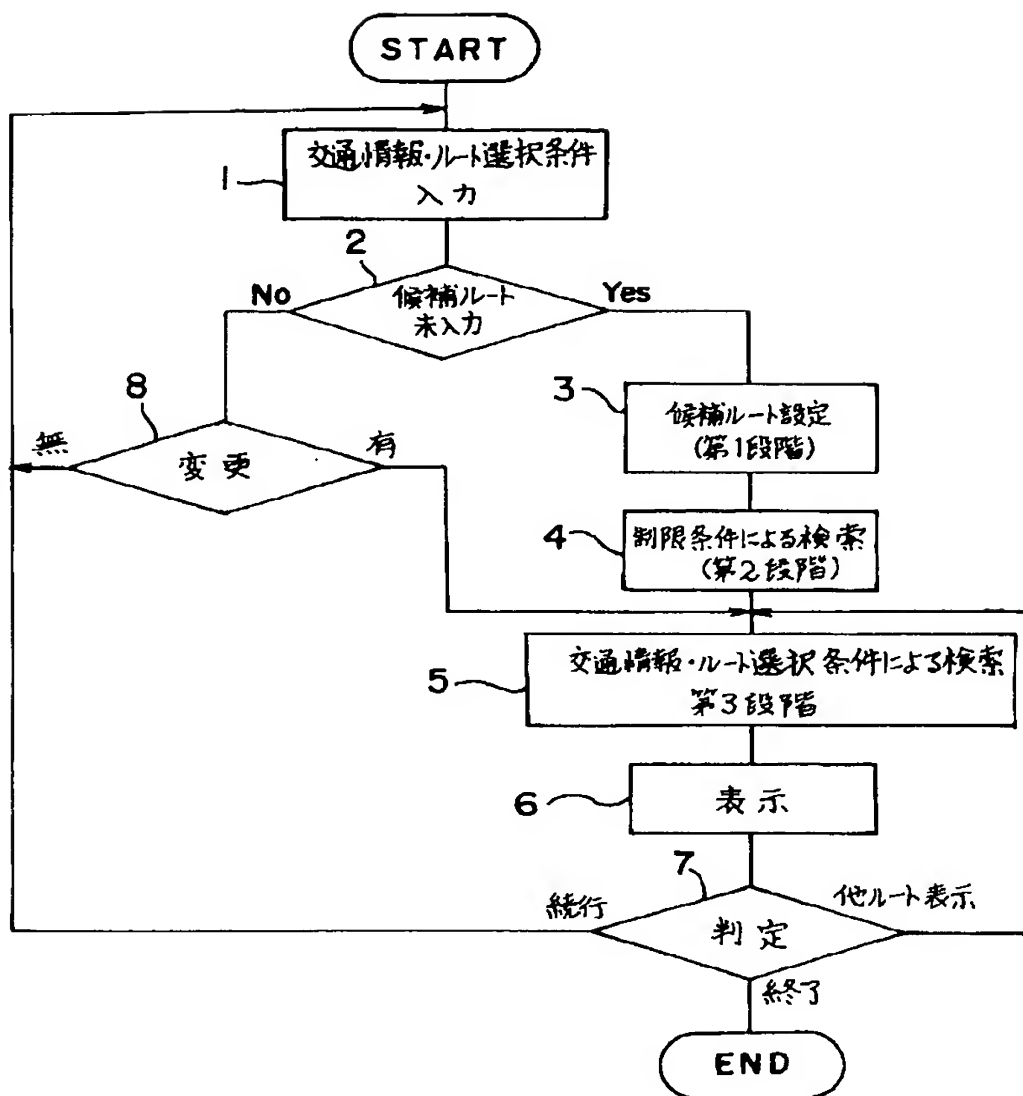 START
交通情報・ルート選択条件
入力
1
2
候補ルート
未入力
No
Yes
3
候補ルート設定
(第1段階)
8
無
変更
有
4
制限条件による検索
(第2段階)
5
交通情報・ルート選択条件による検索
第3段階
6
表示
7
続行
判定
他ルート表示
終了
END